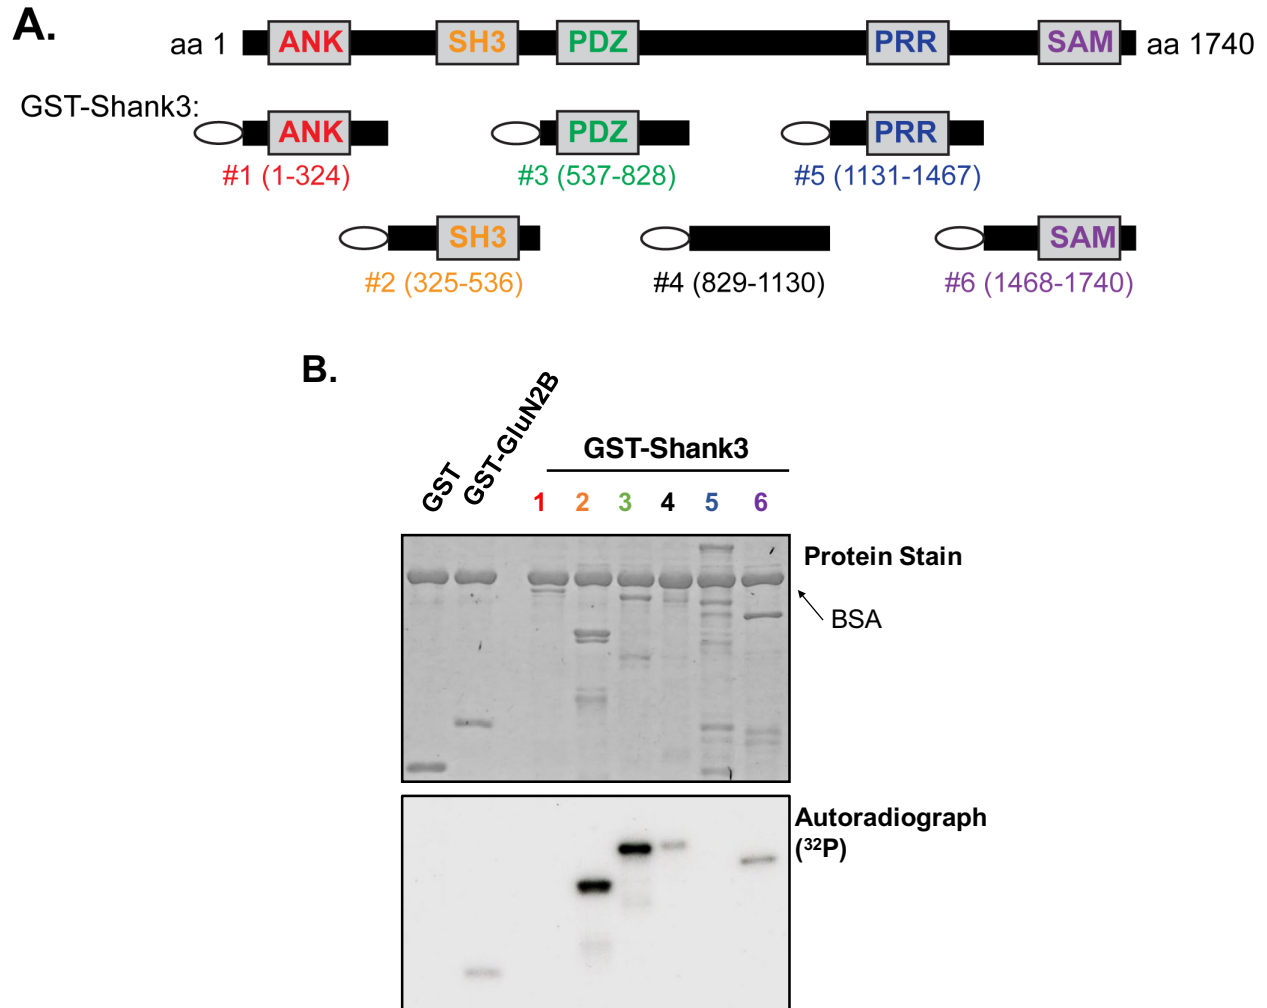 A.
aa 1 ANK SH3 PDZ PRR SAM aa 1740
GST-Shank3:
ANK PDZ PRR
#1 (1-324) #3 (537-828) #5 (1131-1467)
SH3 SAM
#2 (325-536) #4 (829-1130) #6 (1468-1740)
B.
GST GST-GluN2B
GST-Shank3
1 2 3 4 5 6
Protein Stain
BSA
Autoradiograph
(³²P)